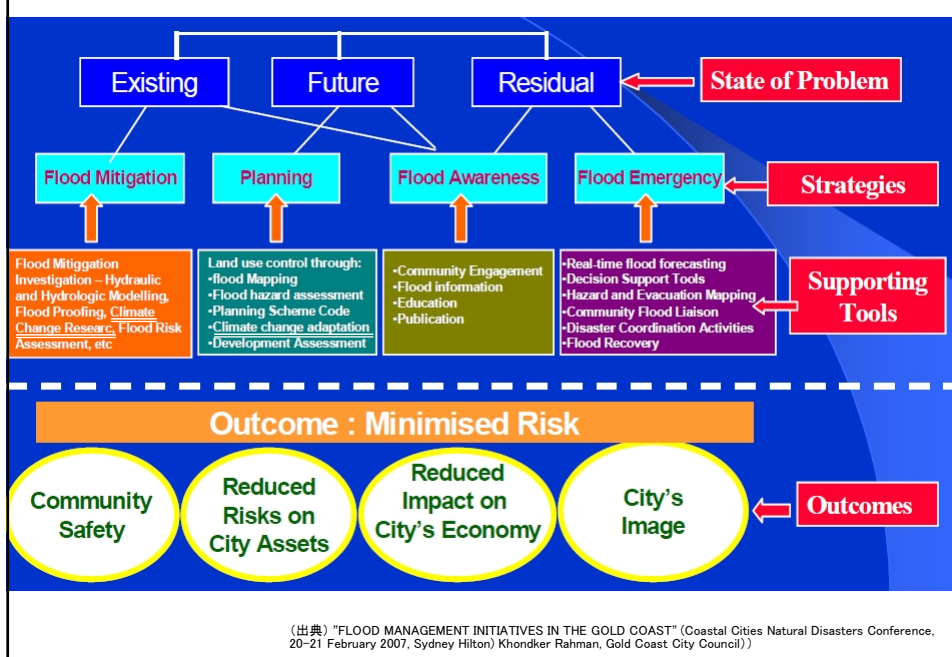 Existing
Future
Residual
State of Problem
Flood Mitigation
Planning
Flood Awareness
Flood Emergency
Strategies
Flood Mitiggation
Investigation – Hydraulic
and Hydrologic Modelling,
Flood Proofing, Climate
Change Researc, Flood Risk
Assessment, etc
Land use control through:
•flood Mapping
•Flood hazard assessment
•Planning Scheme Code
•Climate change adaptation
•Development Assessment
•Community Engagement
•Flood information
•Education
•Publication
•Real-time flood forecasting
•Decision Support Tools
•Hazard and Evacuation Mapping
•Community Flood Liaison
•Disaster Coordination Activities
•Flood Recovery
Supporting
Tools
Outcome : Minimised Risk
Community
Safety
Reduced
Risks on
City Assets
Reduced
Impact on
City's Economy
City's
Image
Outcomes
(出典) "FLOOD MANAGEMENT INITIATIVES IN THE GOLD COAST" (Coastal Cities Natural Disasters Conference,
20-21 February 2007, Sydney Hilton) Khondker Rahman, Gold Coast City Council))